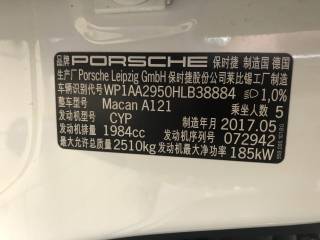 品牌 PORSCHE 保时捷 制造国 德国
生产厂 Porsche Leipzig GmbH 保时捷股份公司莱比锡工厂制造
车辆识别代号 WP1AA2950HLB38884 1,0%
整车型号 Macan A121 乘坐人数 5
发动机型号 CYP 制造年月 2017.05
发动机排量 1984cc 发动机序列号 072942
最大允许总质量 2510kg 发动机最大净功率 185kW